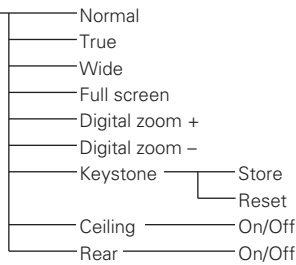 Normal
True
Wide
Full screen
Digital zoom +
Digital zoom –
Keystone Store
Reset
Ceiling On/Off
Rear On/Off